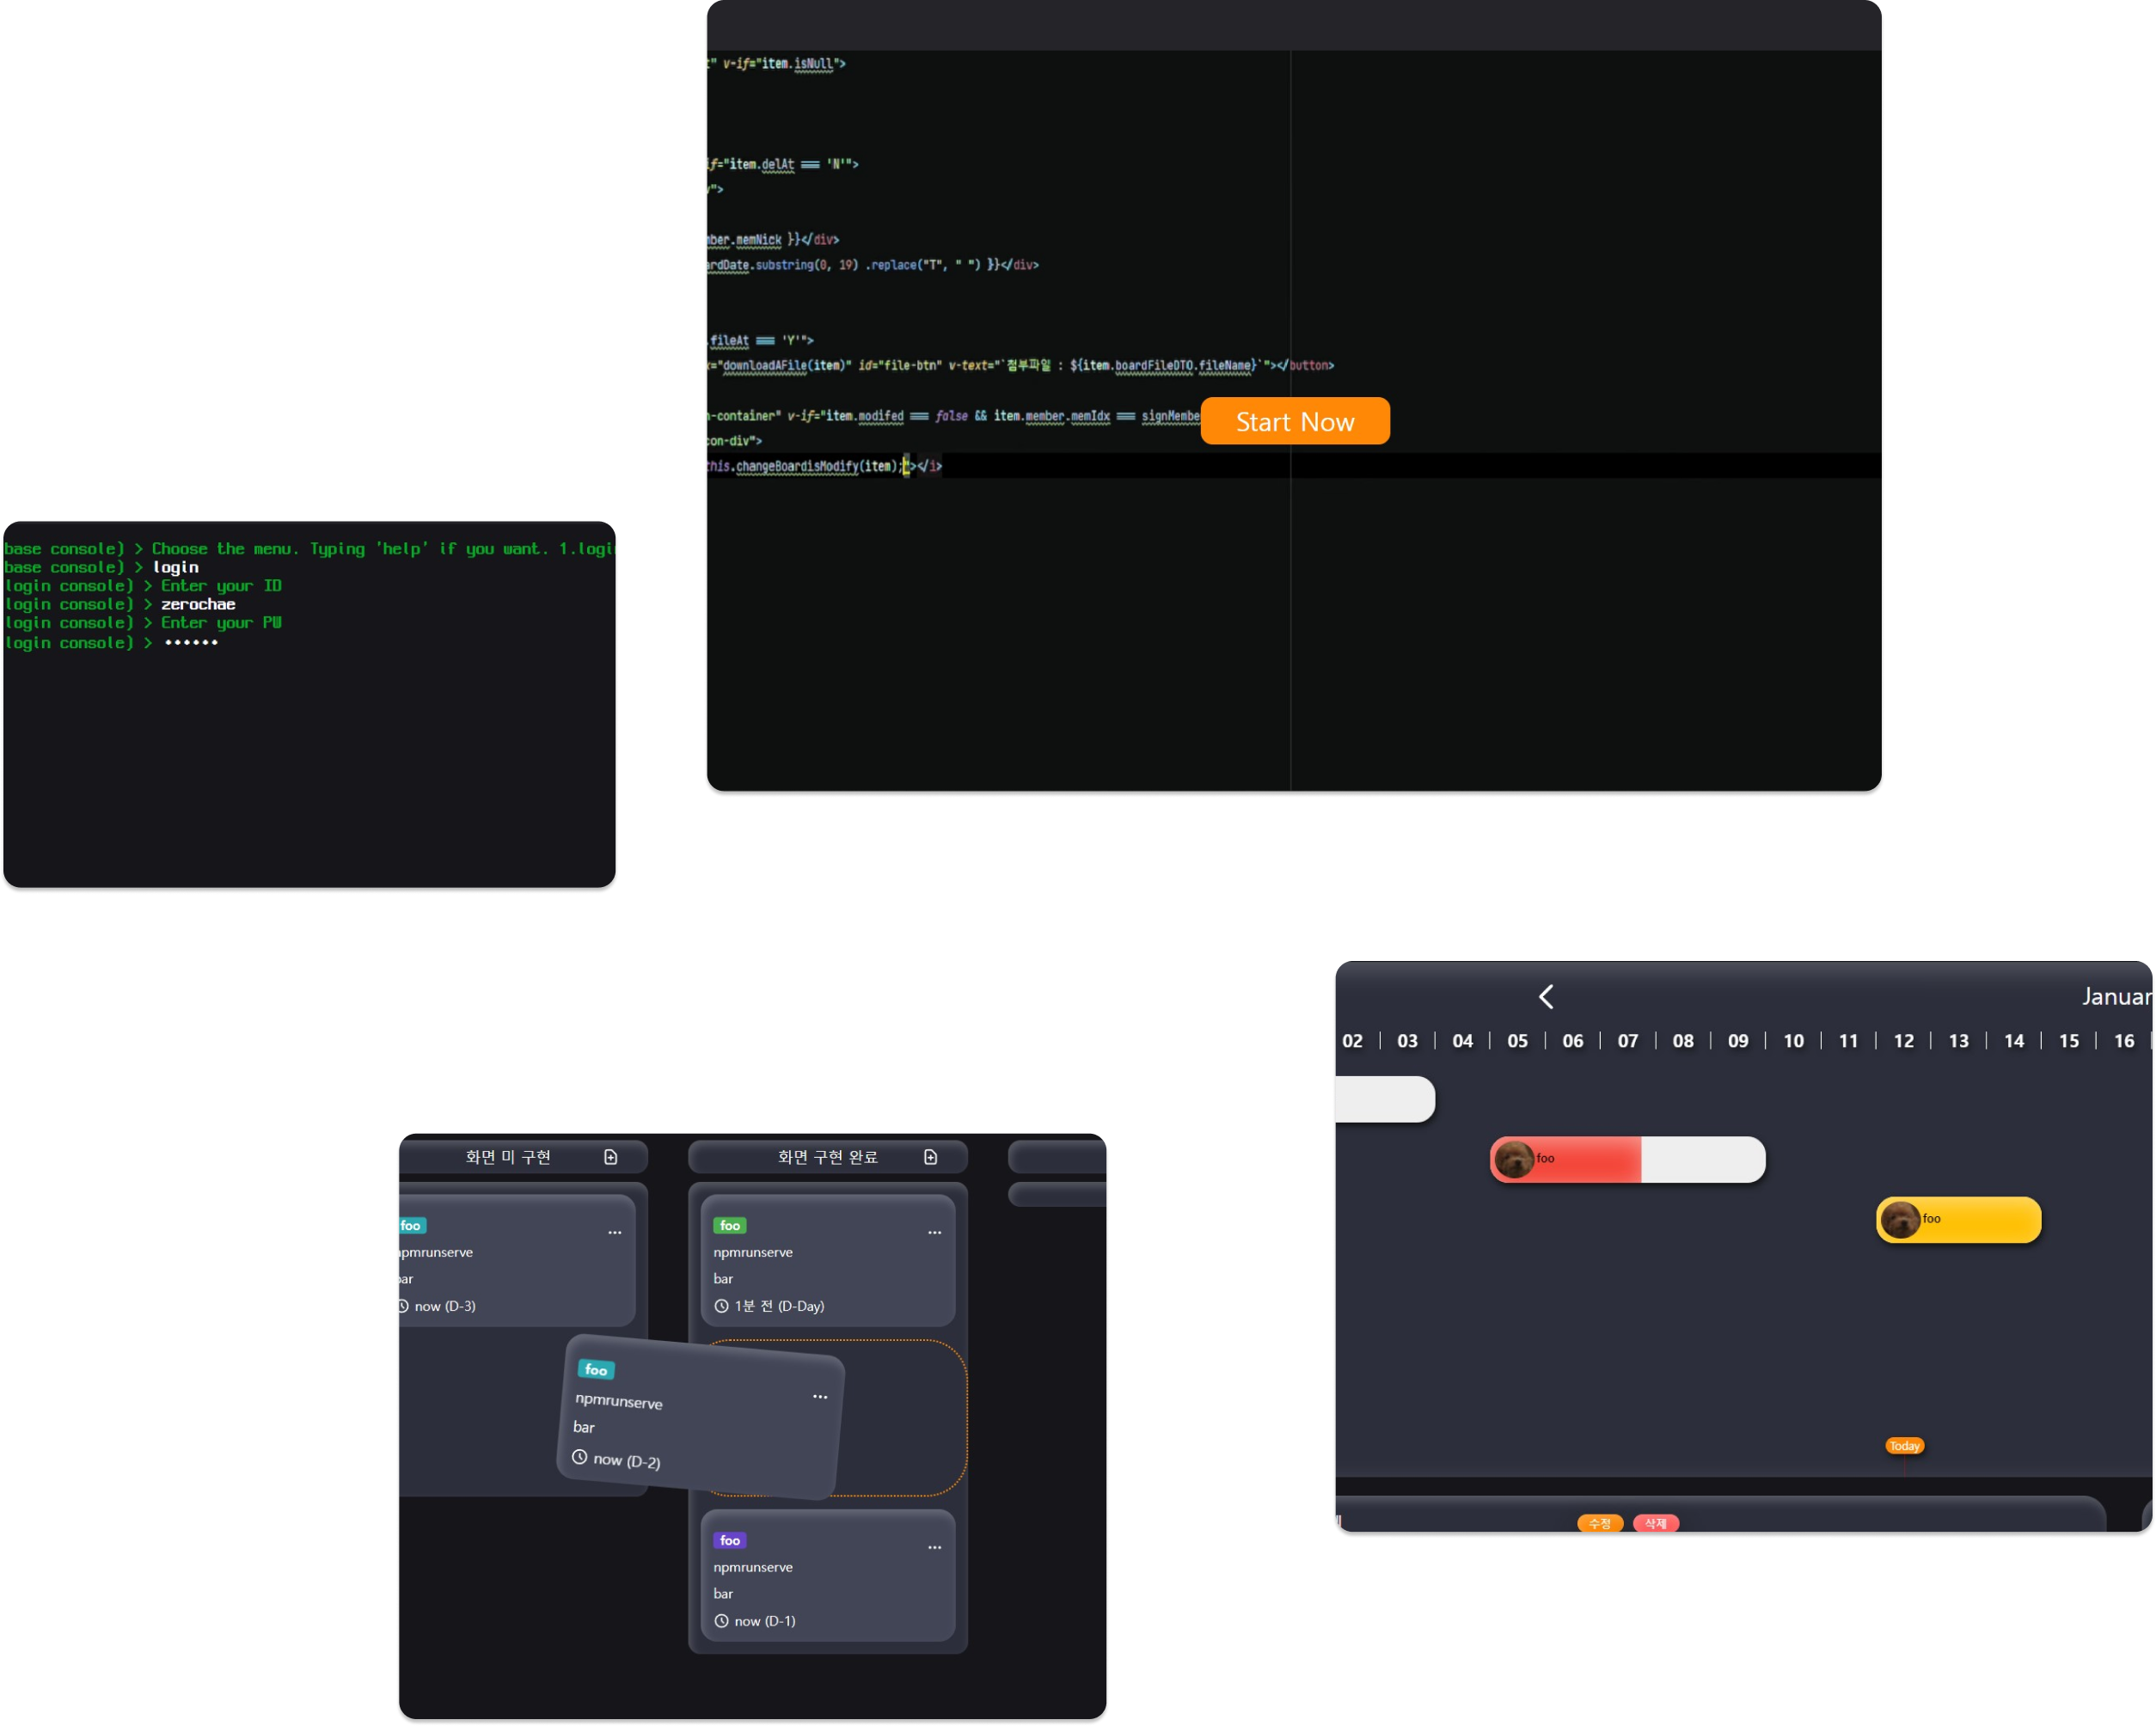 " v-if="item.isNull">
if="item.delAt === 'N'">
">
mber.memNick }}</div>
ardDate.substring(0, 19) .replace("T", " ") }}</div>
.fileAt === 'Y'">
="downloadAFile(item)" id="file-btn" v-text="`첨부파일 : ${item.boardFileDTO.fileName}`"></button>
n-container" v-if="item.modifed === false && item.member.memIdx === signMembe
Start Now
con-div">
this.changeBoardisModify(item);"></i>
base console) > Choose the menu. Typing 'help' if you want. 1.logi
base console) > login
login console) > Enter your ID
login console) > zerochae
login console) > Enter your PW
login console) > ••••••
Januar
02 | 03 | 04 | 05 | 06 | 07 | 08 | 09 | 10 | 11 | 12 | 13 | 14 | 15 | 16
foo
foo
Today
수정 삭제
화면 미 구현
foo
npmrunserve
bar
now (D-3)
foo
npmrunserve
bar
now (D-2)
화면 구현 완료
foo
npmrunserve
bar
1분 전 (D-Day)
foo
npmrunserve
bar
now (D-1)